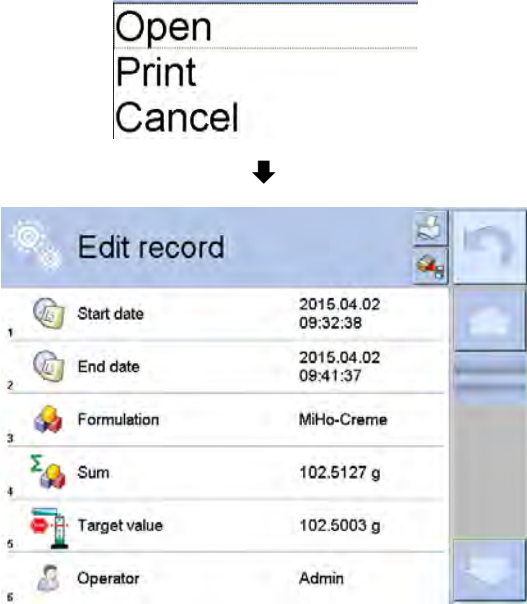 Open
Print
Cancel
Edit record
1 Start date 2015.04.02
09:32:38
2 End date 2015.04.02
09:41:37
3 Formulation MiHo-Creme
4 Σ Sum 102.5127 g
5 Target value 102.5003 g
6 Operator Admin